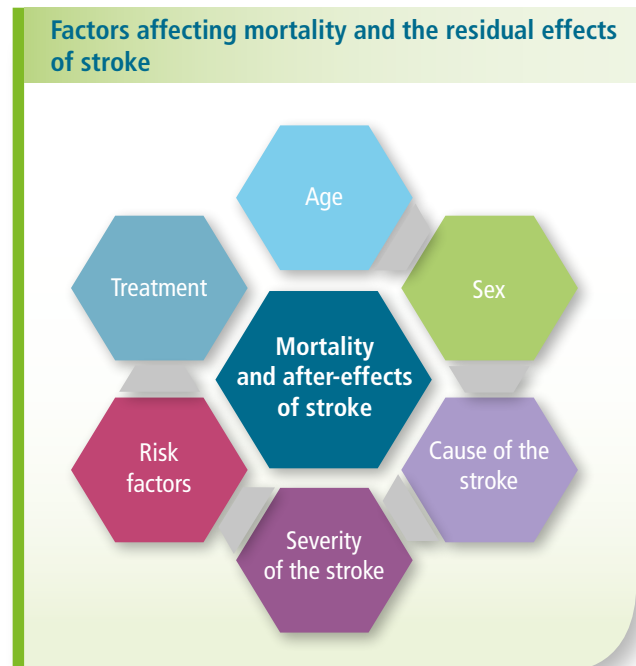 Factors affecting mortality and the residual effects
of stroke
Age
Sex
Cause of the
stroke
Severity
of the stroke
Risk
factors
Treatment
Mortality
and after-effects
of stroke